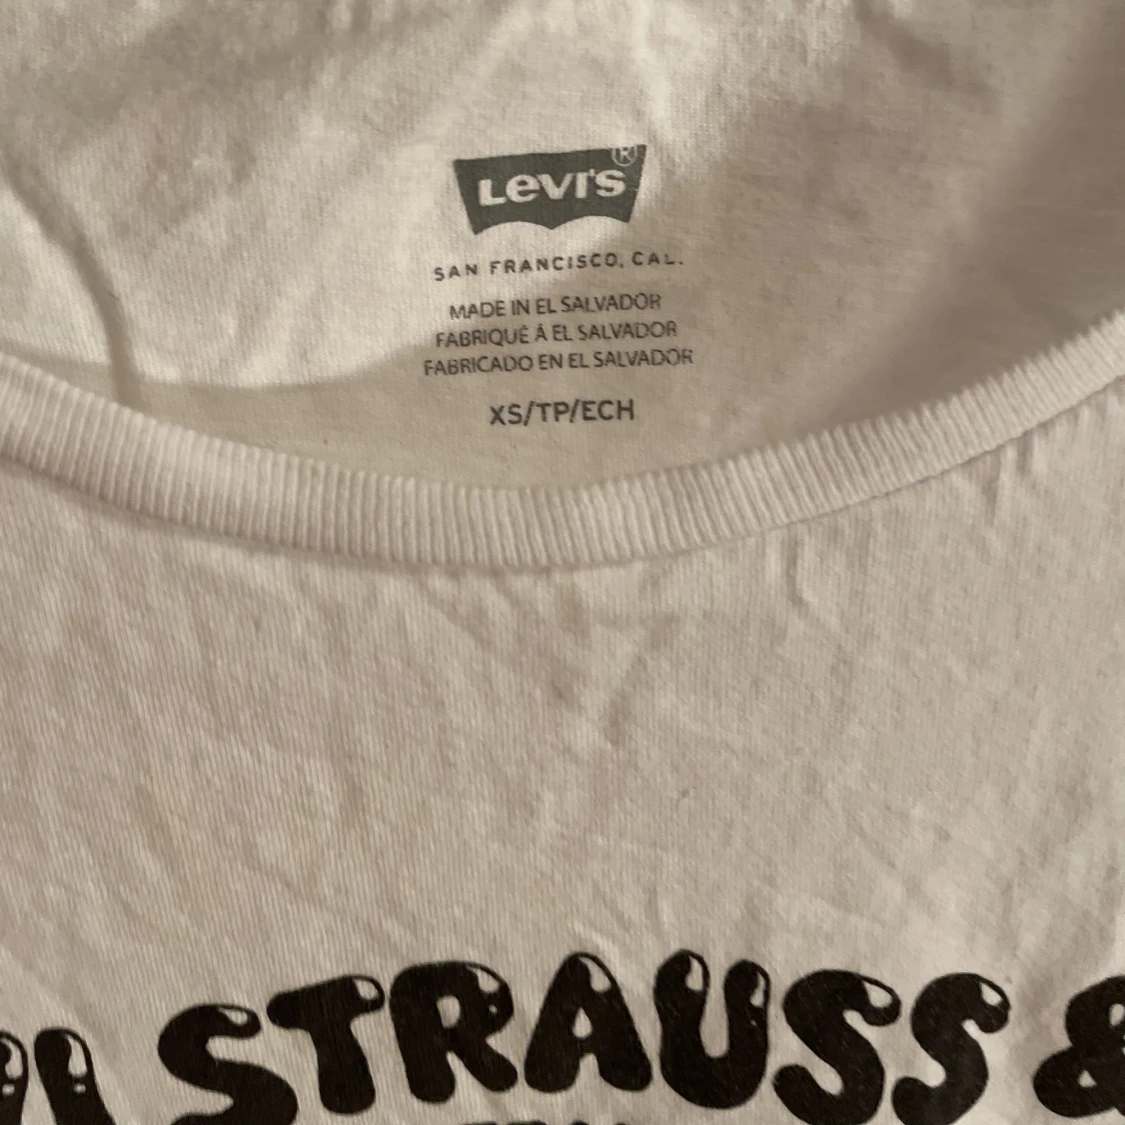 Levi's®
SAN FRANCISCO, CAL.
MADE IN EL SALVADOR
FABRIQUÉ Á EL SALVADOR
FABRICADO EN EL SALVADOR
XS/TP/ECH
STRAUSS &